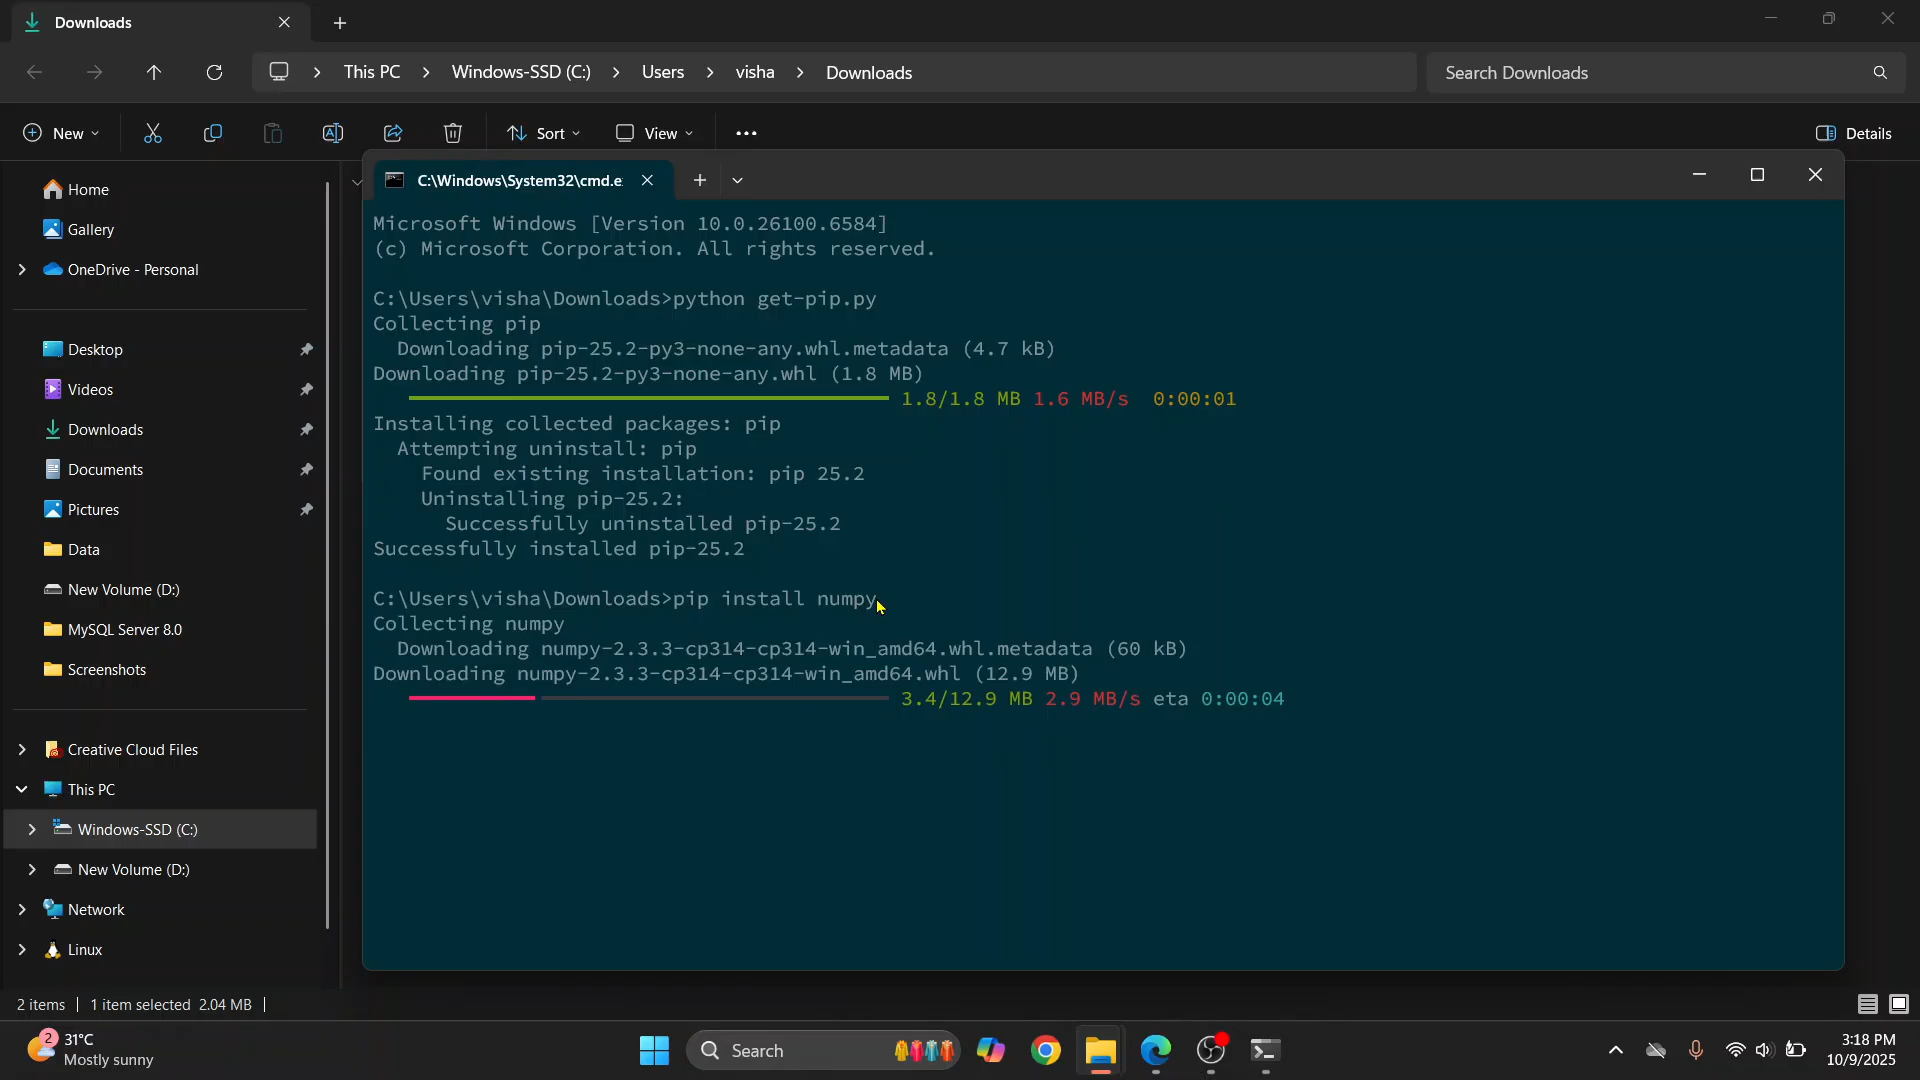 Downloads
This PC
Windows-SSD (C:)
Users
visha
Downloads
Search Downloads
New
Sort
View
Details
Home
Gallery
OneDrive - Personal
Desktop
Videos
Downloads
Documents
Pictures
Data
New Volume (D:)
MySQL Server 8.0
Screenshots
Creative Cloud Files
This PC
Windows-SSD (C:)
New Volume (D:)
Network
Linux
C:\Windows\System32\cmd.e
Microsoft Windows [Version 10.0.26100.6584]
(c) Microsoft Corporation. All rights reserved.
C:\Users\visha\Downloads>python get-pip.py
Collecting pip
Downloading pip-25.2-py3-none-any.whl.metadata (4.7 kB)
Downloading pip-25.2-py3-none-any.whl (1.8 MB)
1.8/1.8 MB 1.6 MB/s 0:00:01
Installing collected packages: pip
Attempting uninstall: pip
Found existing installation: pip 25.2
Uninstalling pip-25.2:
Successfully uninstalled pip-25.2
Successfully installed pip-25.2
C:\Users\visha\Downloads>pip install numpy
Collecting numpy
Downloading numpy-2.3.3-cp314-cp314-win_amd64.whl.metadata (60 kB)
Downloading numpy-2.3.3-cp314-cp314-win_amd64.whl (12.9 MB)
3.4/12.9 MB 2.9 MB/s eta 0:00:04
2 items
1 item selected 2.04 MB
2
31°C
Mostly sunny
Search
3:18 PM
10/9/2025